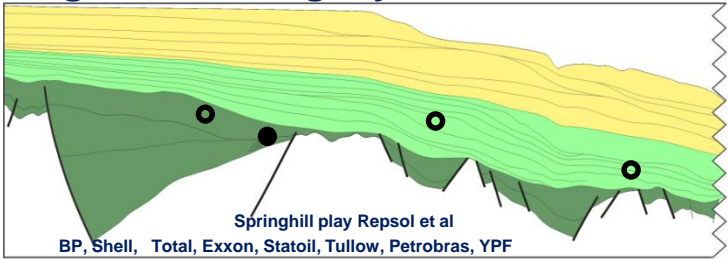 Springhill play Repsol et al
BP, Shell, Total, Exxon, Statoil, Tullow, Petrobras, YPF